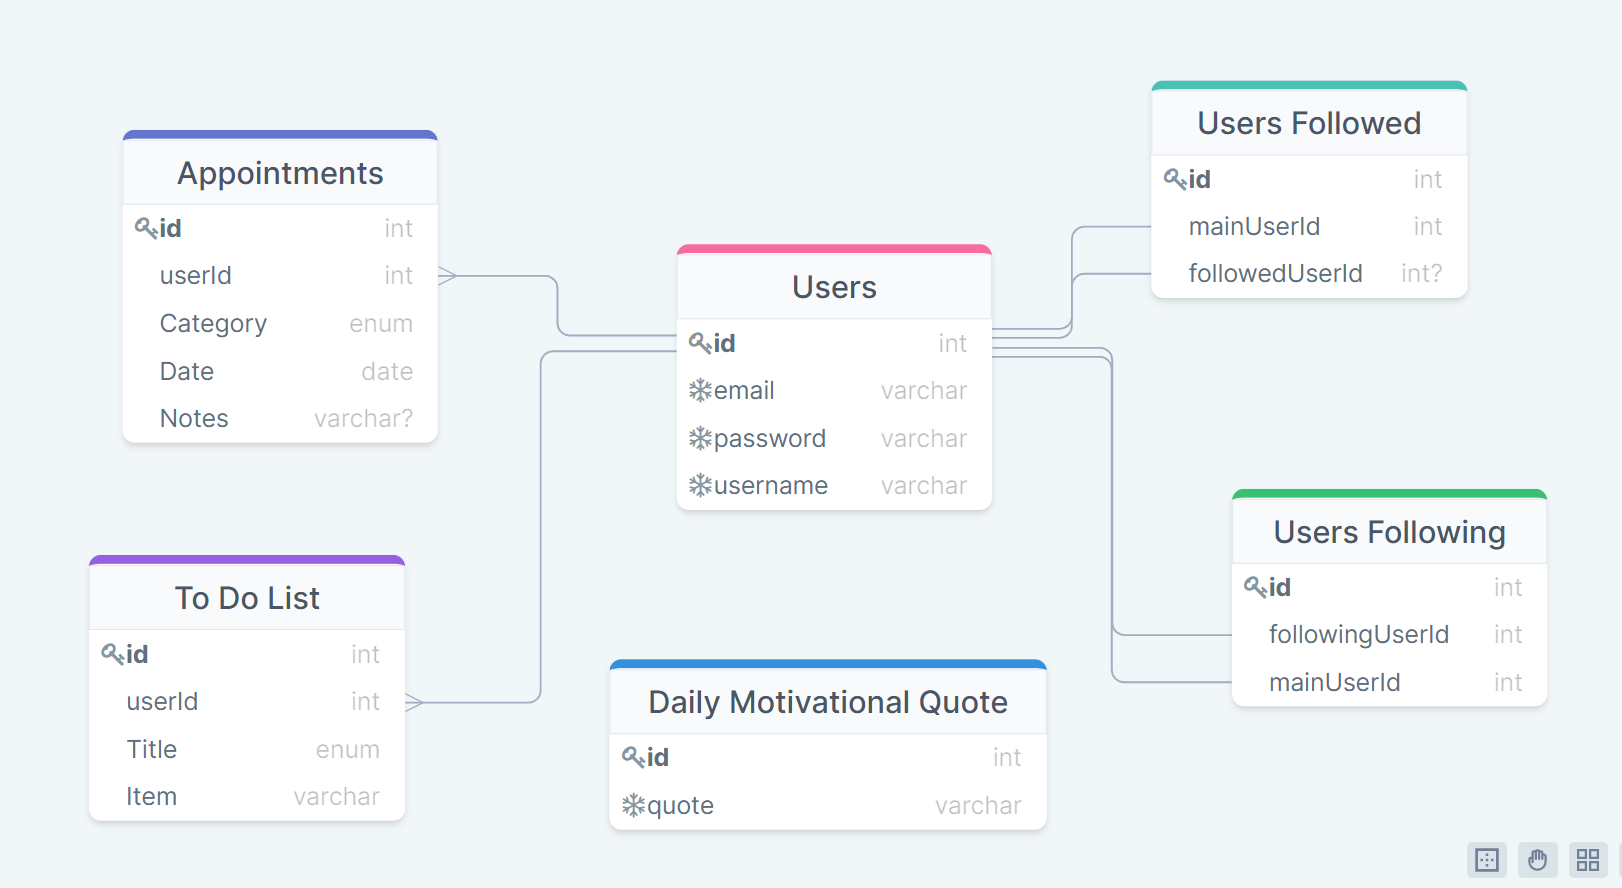 Appointments
id int
userId int
Category enum
Date date
Notes varchar?
Users
id int
email varchar
password varchar
username varchar
Users Followed
id int
mainUserId int
followedUserId int?
To Do List
id int
userId int
Title enum
Item varchar
Daily Motivational Quote
id int
quote varchar
Users Following
id int
followingUserId int
mainUserId int